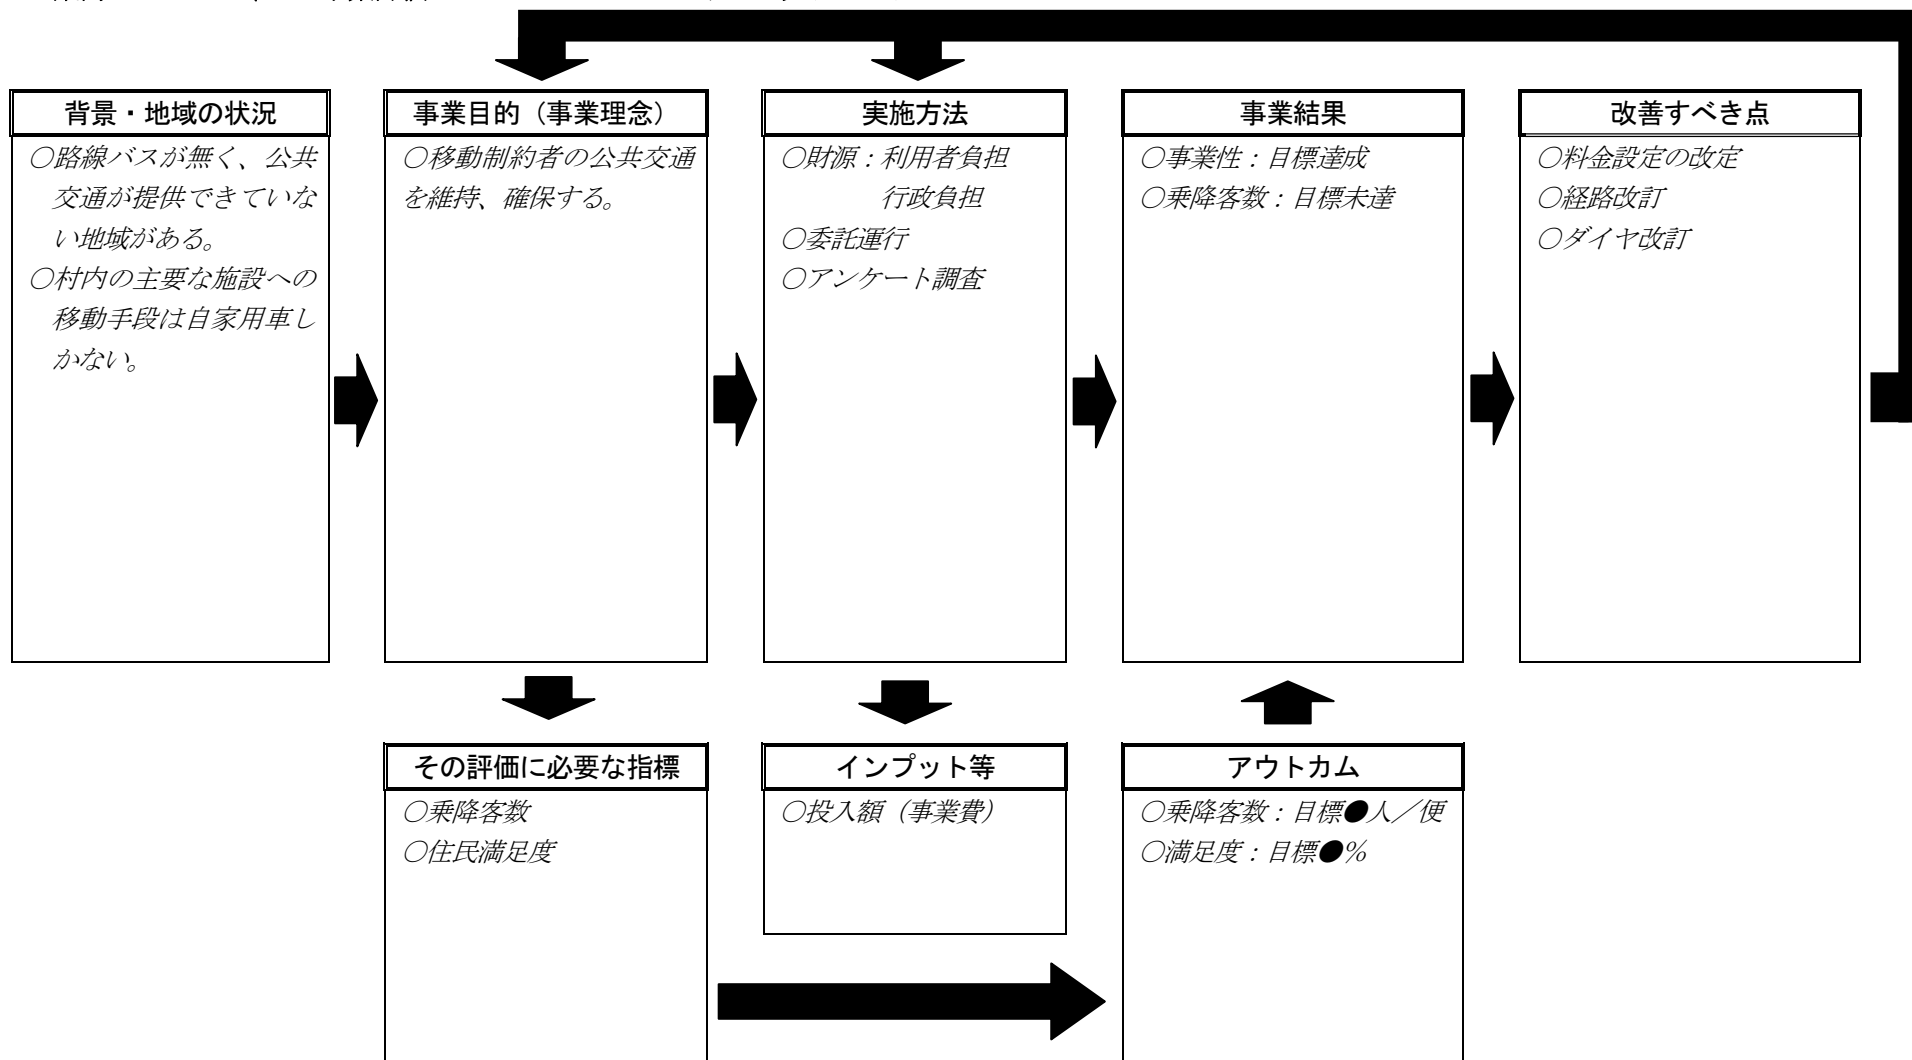 背景・地域の状況
○路線バスが無く、公共
交通が提供できていな
い地域がある。
○村内の主要な施設への
移動手段は自家用車し
かない。
事業目的（事業理念）
○移動制約者の公共交通
を維持、確保する。
実施方法
○財源：利用者負担
行政負担
○委託運行
○アンケート調査
事業結果
○事業性：目標達成
○乗降客数：目標未達
改善すべき点
○料金設定の改定
○経路改訂
○ダイヤ改訂
その評価に必要な指標
○乗降客数
○住民満足度
インプット等
○投入額（事業費）
アウトカム
○乗降客数：目標●人／便
○満足度：目標●％